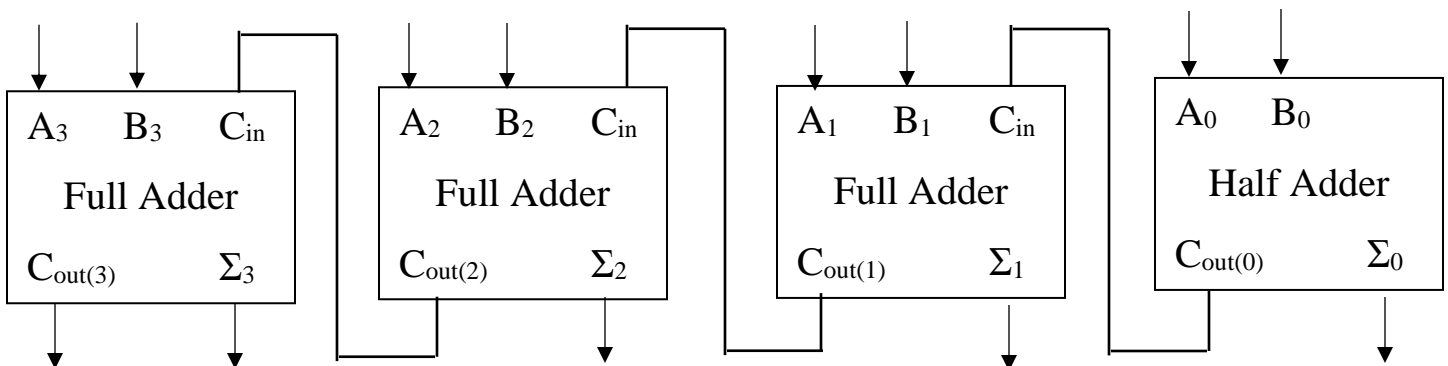 A₃ B₃ Cᵢₙ
Full Adder
Cout(3) Σ₃
A₂ B₂ Cᵢₙ
Full Adder
Cout(2) Σ₂
A₁ B₁ Cᵢₙ
Full Adder
Cout(1) Σ₁
A₀ B₀
Half Adder
Cout(0) Σ₀